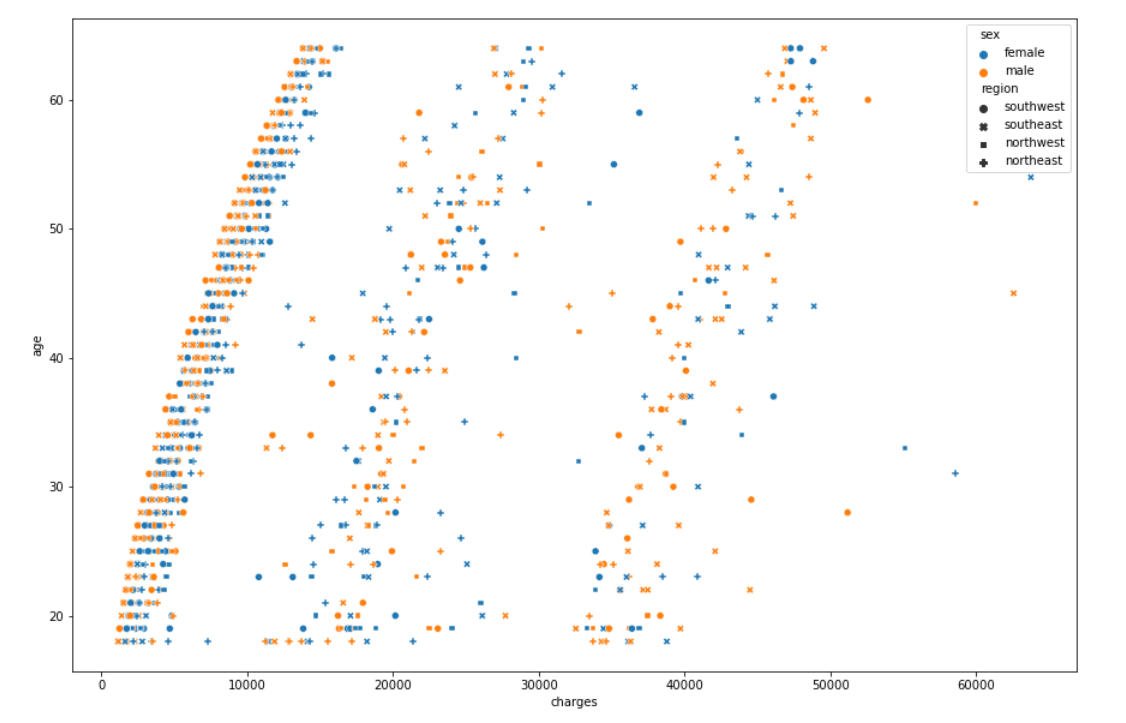 sex
female
male
region
southwest
southeast
northwest
northeast
60
50
40
30
20
age
0
10000
20000
30000
40000
50000
60000
charges